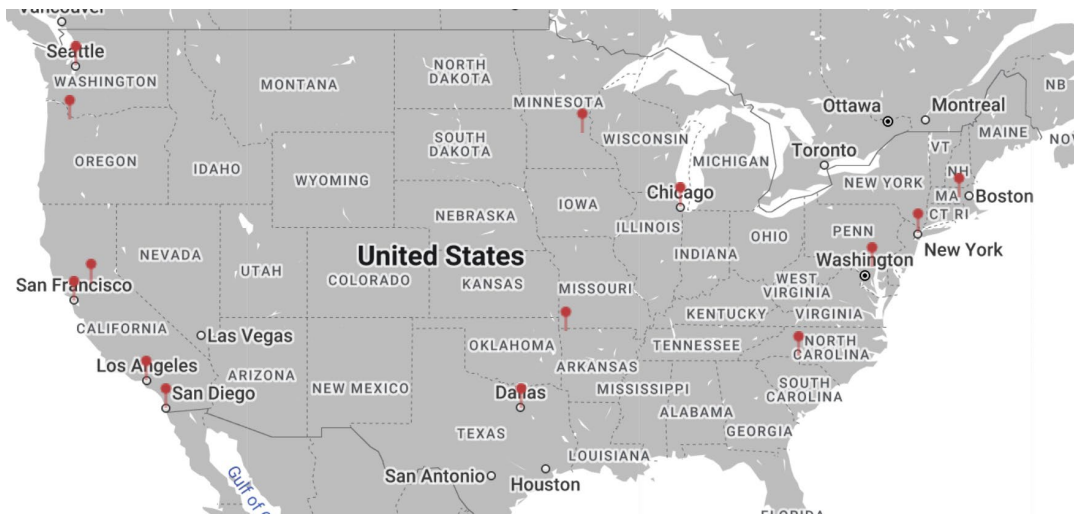 Vancouver
Seattle
WASHINGTON
MONTANA
NORTH
DAKOTA
MINNESOTA
Ottawa
Montreal
NB
MAINE
NOV
OREGON
IDAHO
SOUTH
DAKOTA
WISCONSIN
MICHIGAN
Toronto
VT
NH
WYOMING
NEW YORK
MA
Boston
Chicago
IOWA
ILLINOIS
NEBRASKA
CT RI
PENN
OHIO
INDIANA
New York
Washington
NEVADA
UTAH
United States
COLORADO
KANSAS
MISSOURI
WEST
VIRGINIA
San Francisco
CALIFORNIA
KENTUCKY
VIRGINIA
Las Vegas
OKLAHOMA
TENNESSEE
NORTH
CAROLINA
Los Angeles
ARIZONA
NEW MEXICO
ARKANSAS
MISSISSIPPI
SOUTH
CAROLINA
San Diego
Dallas
ALABAMA
GEORGIA
TEXAS
LOUISIANA
San Antonio
Houston
Gulf of
FLORIDA